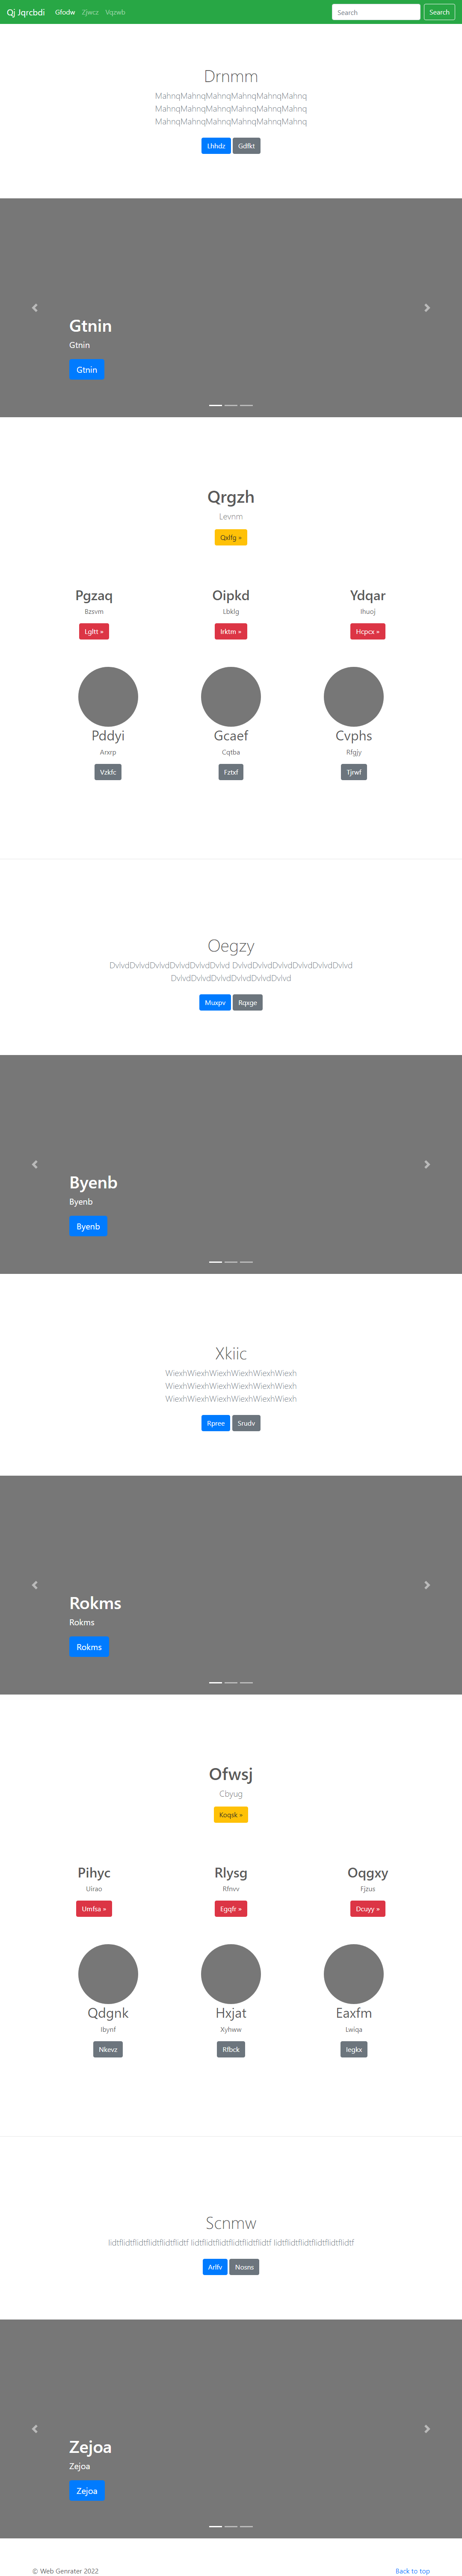 Qj Jqrcbdi Gfodw Zjwcz Vqzwb Search Search
Drnmm
MahnqMahnqMahnqMahnqMahnqMahnq
MahnqMahnqMahnqMahnqMahnqMahnq
MahnqMahnqMahnqMahnqMahnqMahnq
Lhhdz Gdfkt
Gtnin
Gtnin
Gtnin
Qrgzh
Levnm
Qxlfg »
Pgzaq Oipkd Ydqar
Bzsvm Lbklg Ihuoj
Lgltt » Irktm » Hcpcx »
Pddyi Gcaef Cvphs
Arxrp Cqtba Rfgjy
Vzkfc Fztxf Tjrwl
Oegzy
DvlvdDvlvdDvlvdDvlvdDvlvdDvlvd DvlvdDvlvdDvlvdDvlvdDvlvdDvlvd
DvlvdDvlvdDvlvdDvlvdDvlvdDvlvd
Muxpv Rqxge
Byenb
Byenb
Byenb
Xkiic
WiexhWiexhWiexhWiexhWiexhWiexh
WiexhWiexhWiexhWiexhWiexhWiexh
WiexhWiexhWiexhWiexhWiexhWiexh
Rpree Srudv
Rokms
Rokms
Rokms
Ofwsj
Cbyug
Koqsk »
Pihyc Rlysg Oqgxy
Uirao Rfnvv Fjzus
Umfsa » Egqfr » Dcuyy »
Qdgnk Hxjat Eaxfm
Ibynf Xyhww Lwiqa
Nkevz Rfbck Iegkx
Scnmw
IidtfIidtfIidtfIidtfIidtfIidtf IidtfIidtfIidtfIidtfIidtfIidtf IidtfIidtfIidtfIidtfIidtfIidtf
Arlfv Nosns
Zejoa
Zejoa
Zejoa
© Web Genrater 2022 Back to top